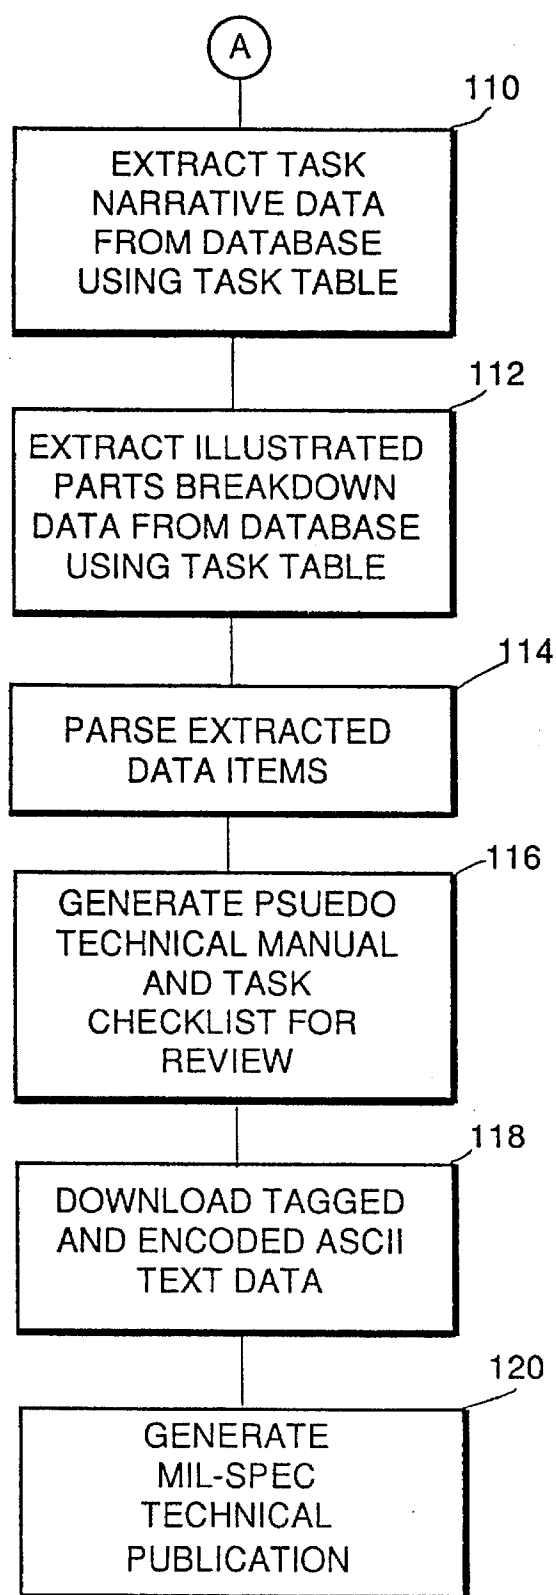 A
110
EXTRACT TASK
NARRATIVE DATA
FROM DATABASE
USING TASK TABLE
112
EXTRACT ILLUSTRATED
PARTS BREAKDOWN
DATA FROM DATABASE
USING TASK TABLE
114
PARSE EXTRACTED
DATA ITEMS
116
GENERATE PSUEDO
TECHNICAL MANUAL
AND TASK
CHECKLIST FOR
REVIEW
118
DOWNLOAD TAGGED
AND ENCODED ASCII
TEXT DATA
120
GENERATE
MIL-SPEC
TECHNICAL
PUBLICATION